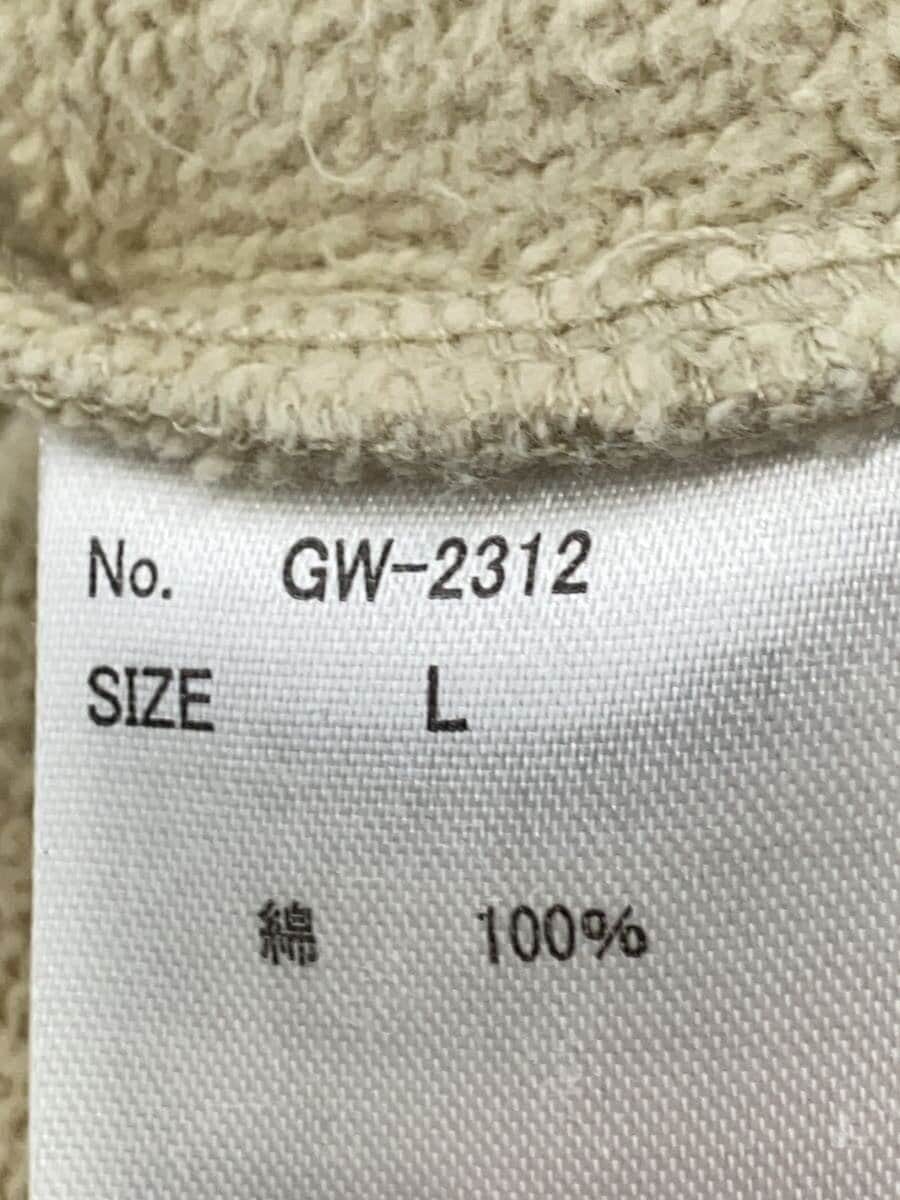 No. GW-2312
SIZE L
綿 100%